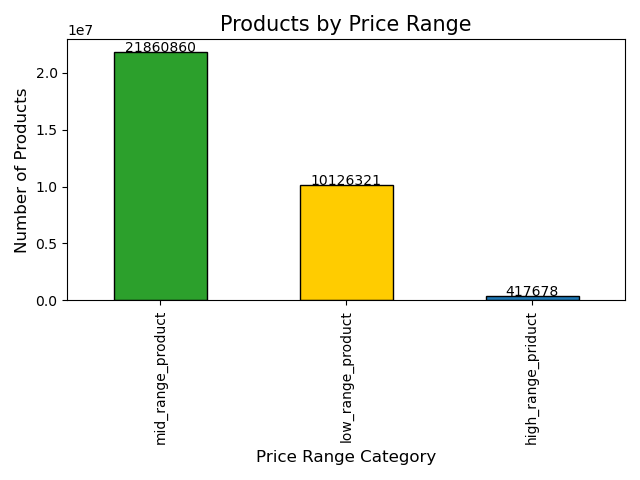 Products by Price Range
1e7
21860860
10126321
417678
2.0
1.5
1.0
0.5
0.0
Number of Products
mid_range_product
low_range_product
high_range_priduct
Price Range Category